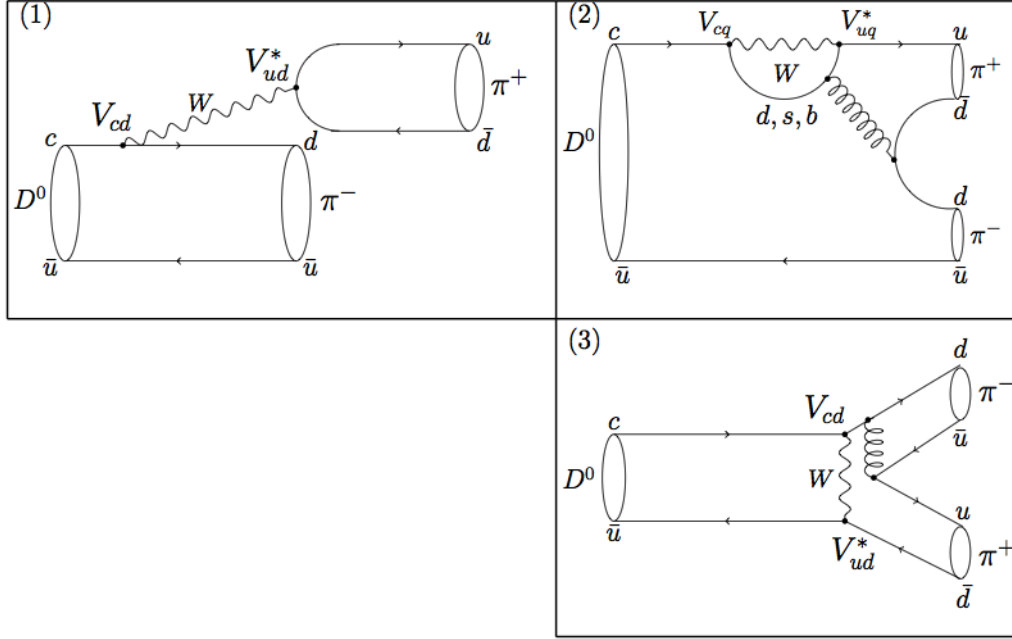 (1)
V*ud
u
π+
d̄
W
Vcd
c
d
D0
π−
ū
ū
(2)
Vcq
V*uq
c
u
W
π+
d̄
d, s, b
D0
d
π−
ū
ū
(3)
d
π−
Vcd
c
ū
D0
W
u
ū
V*ud
π+
d̄